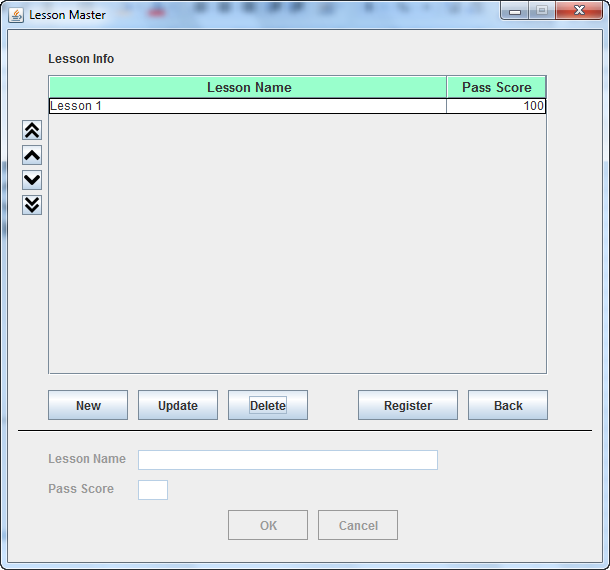 Lesson Master
Lesson Info
Lesson Name Pass Score
Lesson 1 100
New Update Delete Register Back
Lesson Name
Pass Score
OK Cancel